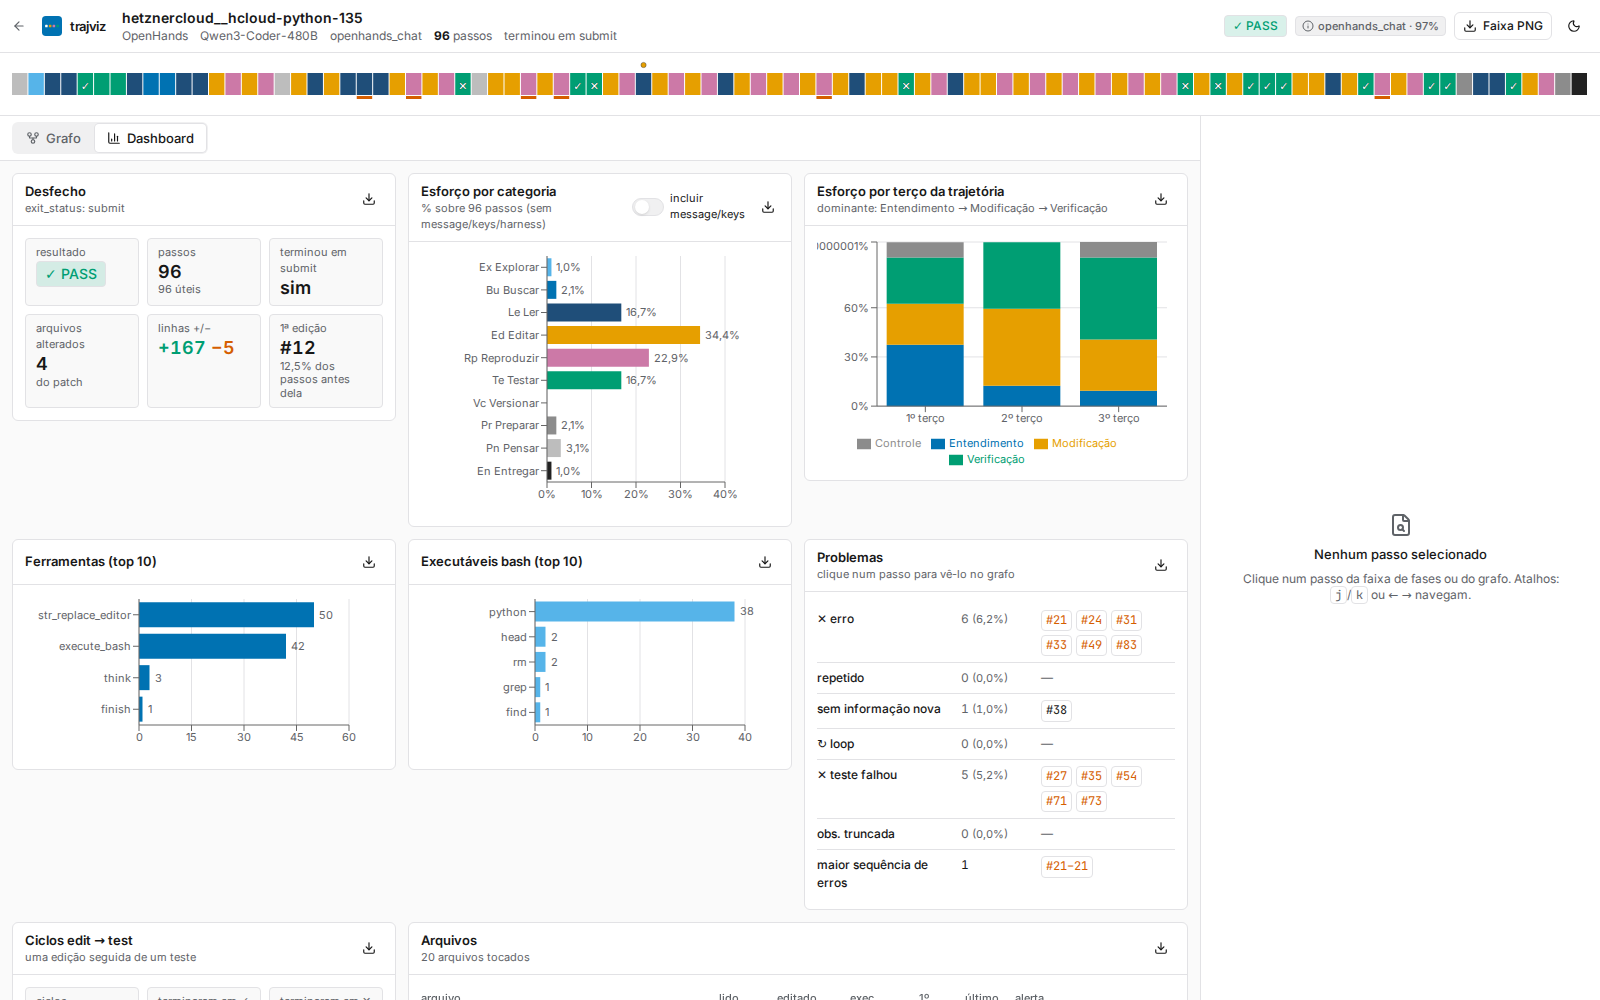 trajviz
hetznercloud__hcloud-python-135
OpenHands Qwen3-Coder-480B openhands_chat 96 passos terminou em submit
✓ PASS
openhands_chat · 97%
Faixa PNG
Grafo
Dashboard
Desfecho
exit_status: submit
resultado
✓ PASS
passos
96
96 úteis
terminou em
submit
sim
arquivos
alterados
4
do patch
linhas +/−
+167 −5
1ª edição
#12
12,5% dos
passos antes
dela
Esforço por categoria
% sobre 96 passos (sem
message/keys/harness)
incluir
message/keys
Ex Explorar 1,0%
Bu Buscar 2,1%
Le Ler 16,7%
Ed Editar 34,4%
Rp Reproduzir 22,9%
Te Testar 16,7%
Vc Versionar
Pr Preparar 2,1%
Pn Pensar 3,1%
En Entregar 1,0%
0% 10% 20% 30% 40%
Esforço por terço da trajetória
dominante: Entendimento → Modificação → Verificação
0000001%
60%
30%
0%
1º terço 2º terço 3º terço
Controle Entendimento Modificação
Verificação
Ferramentas (top 10)
str_replace_editor 50
execute_bash 42
think 3
finish 1
0 15 30 45 60
Executáveis bash (top 10)
python 38
head 2
rm 2
grep 1
find 1
0 10 20 30 40
Problemas
clique num passo para vê-lo no grafo
✕ erro 6 (6,2%) #21 #24 #31
#33 #49 #83
repetido 0 (0,0%) —
sem informação nova 1 (1,0%) #38
↻ loop 0 (0,0%) —
✕ teste falhou 5 (5,2%) #27 #35 #54
#71 #73
obs. truncada 0 (0,0%) —
maior sequência de
erros
1 #21–21
Ciclos edit → test
uma edição seguida de um teste
ciclos terminaram em ✓ terminaram em ✕
Arquivos
20 arquivos tocados
arquivo lido editado exec. 1º último alerta
Nenhum passo selecionado
Clique num passo da faixa de fases ou do grafo. Atalhos:
j / k ou ← → navegam.